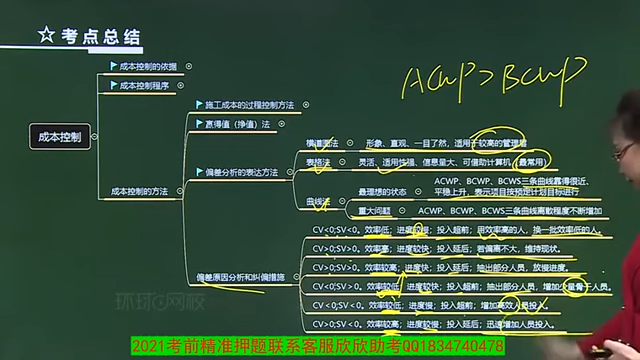 ☆考点总结
ACWP>BCWP
成本控制
成本控制的依据
成本控制程序
成本控制的方法
施工成本的过程控制方法
赢得值（挣值）法
偏差分析的表达方法
横道图法 形象、直观、一目了然，适用于较高的管理层
表格法 灵活、适用性强、信息量大、可借助计算机，最常用
曲线法
最理想的状态 ACWP、BCWP、BCWS三条曲线靠得很近、
平稳上升，表示项目按预定计划目标进行
重大问题 ACWP、BCWP、BCWS三条曲线离散程度不断增加
偏差原因分析和纠偏措施
CV<0;SV<0。效率低；进度慢；投入超前；用效率高的人，换一批效率低的人。
CV>0;SV>0。效率高；进度较快；投入延后；若偏离不大，维持现状。
CV>0;SV>0。效率较高；进度快；投入超前；抽出部分人员，放慢进度。
CV<0;SV>0。效率较低；进度较快；投入超前；抽出部分人员，增加少量骨干人员。
CV<0;SV<0。效率较低；进度慢；投入延后；增加高效人员投入。
CV>0;SV<0。效率较高；进度较慢；投入延后；迅速增加人员投入。
环球网校
2021考前精准押题联系客服欣欣助考QQ1834740478